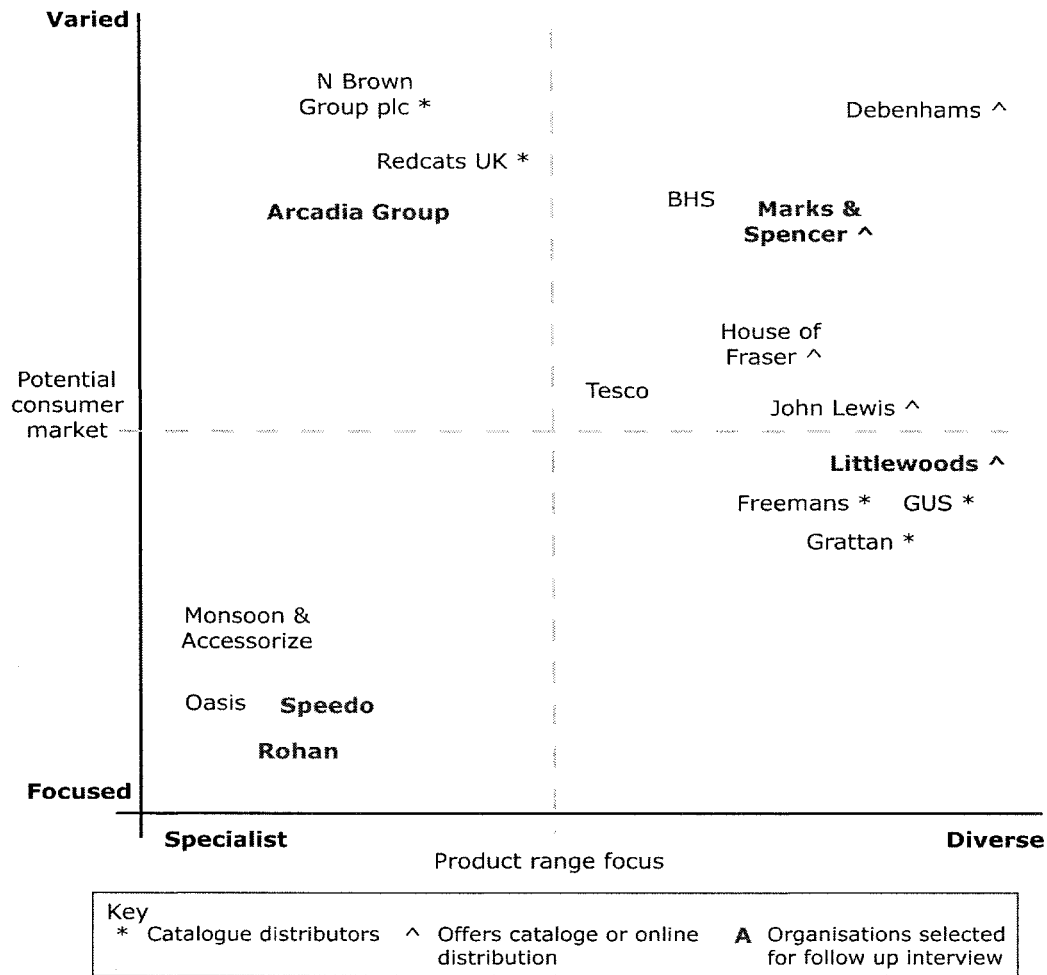 Varied
N Brown
Group plc *
Debenhams ^
Redcats UK *
BHS
Marks &
Spencer ^
Arcadia Group
House of
Fraser ^
Tesco
John Lewis ^
Potential
consumer
market
Littlewoods ^
Freemans *
GUS *
Grattan *
Monsoon &
Accessorize
Oasis
Speedo
Rohan
Focused
Specialist
Diverse
Product range focus
Key
* Catalogue distributors
^ Offers cataloge or online
distribution
A Organisations selected
for follow up interview